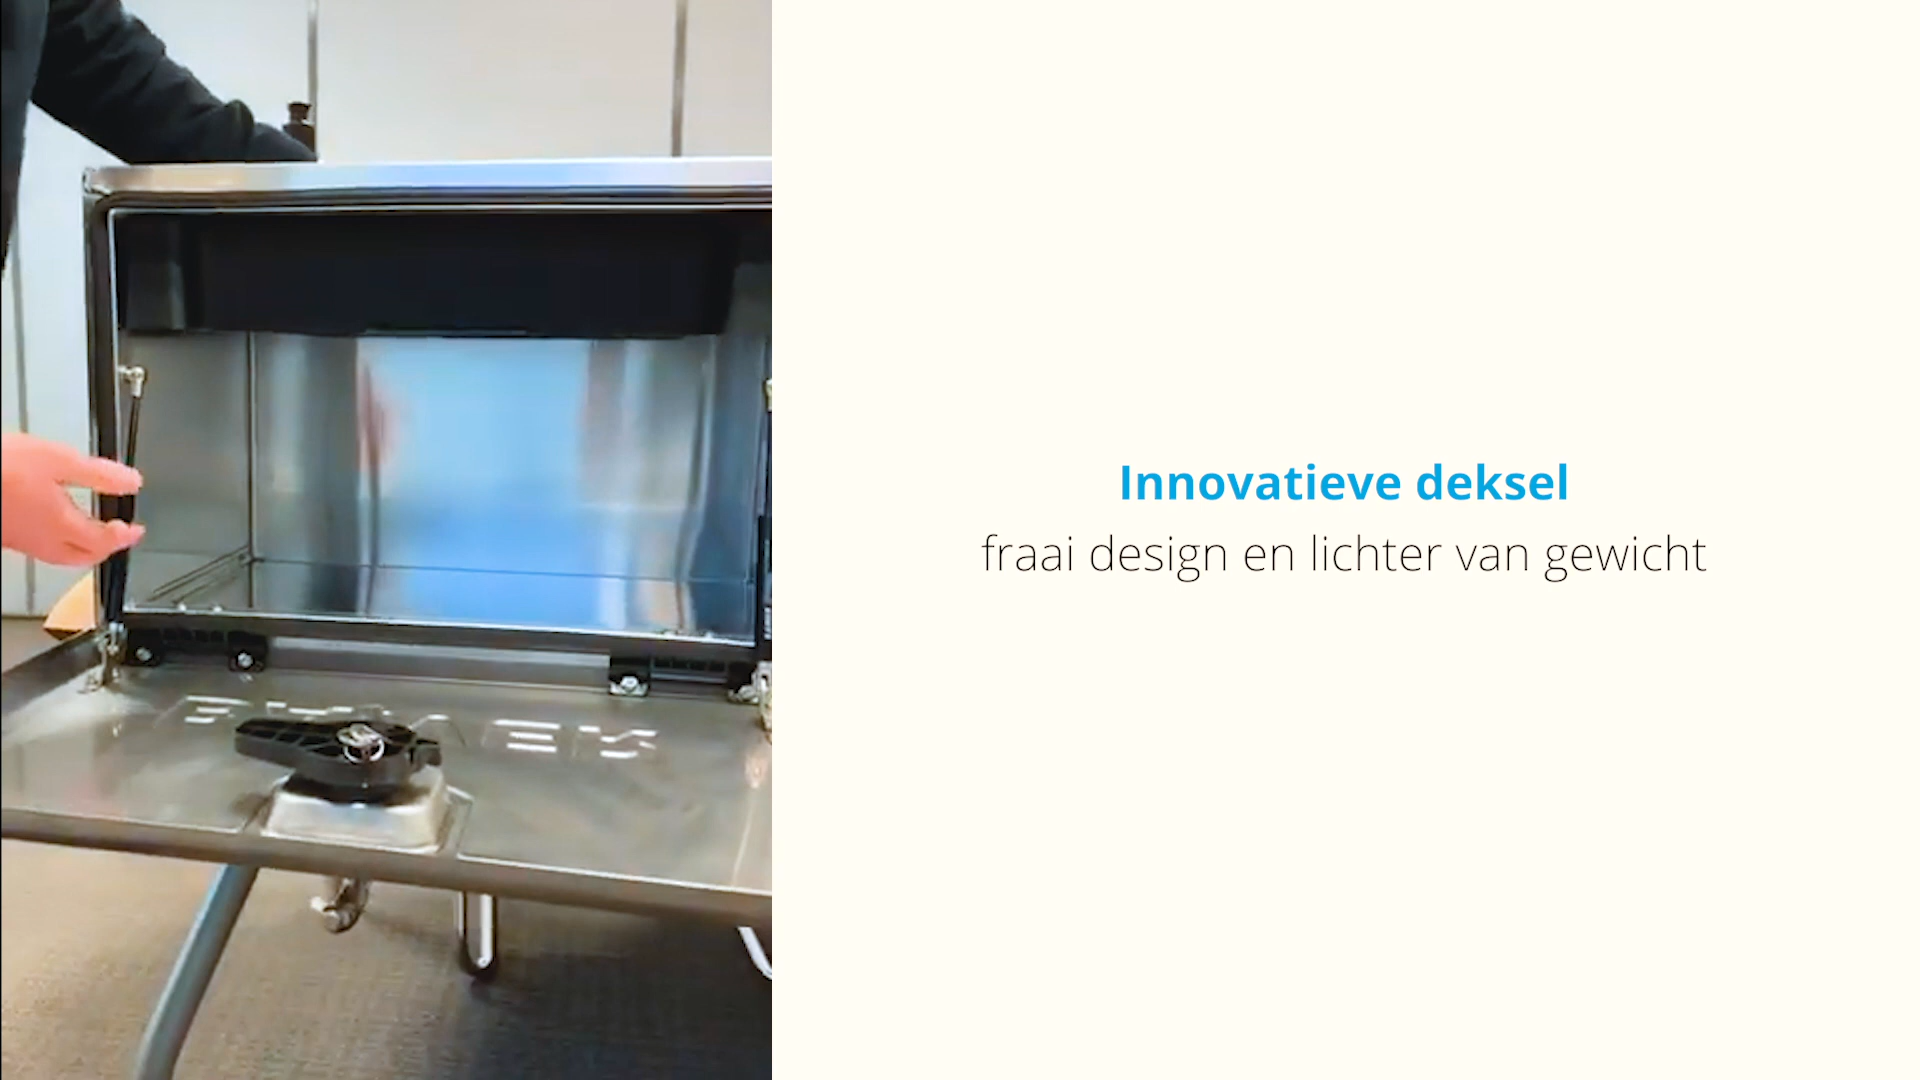 Innovatieve deksel
fraai design en lichter van gewicht